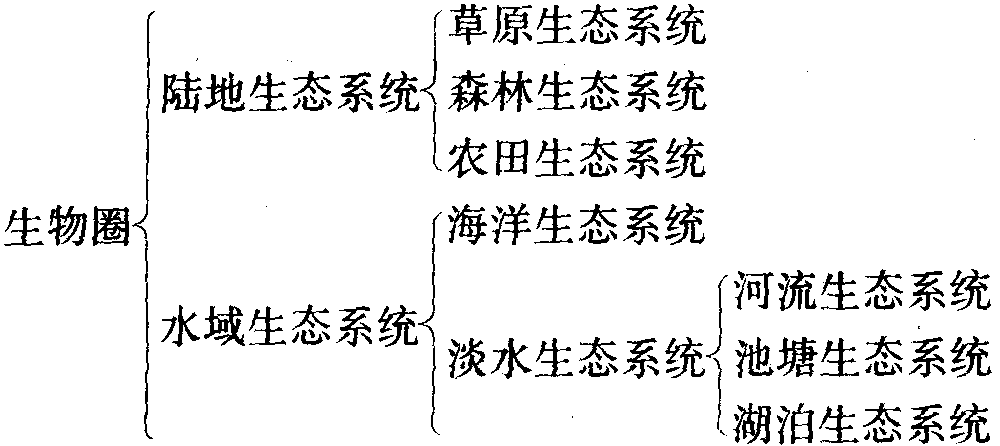 生物圈
陆地生态系统
草原生态系统
森林生态系统
农田生态系统
水域生态系统
海洋生态系统
淡水生态系统
河流生态系统
池塘生态系统
湖泊生态系统